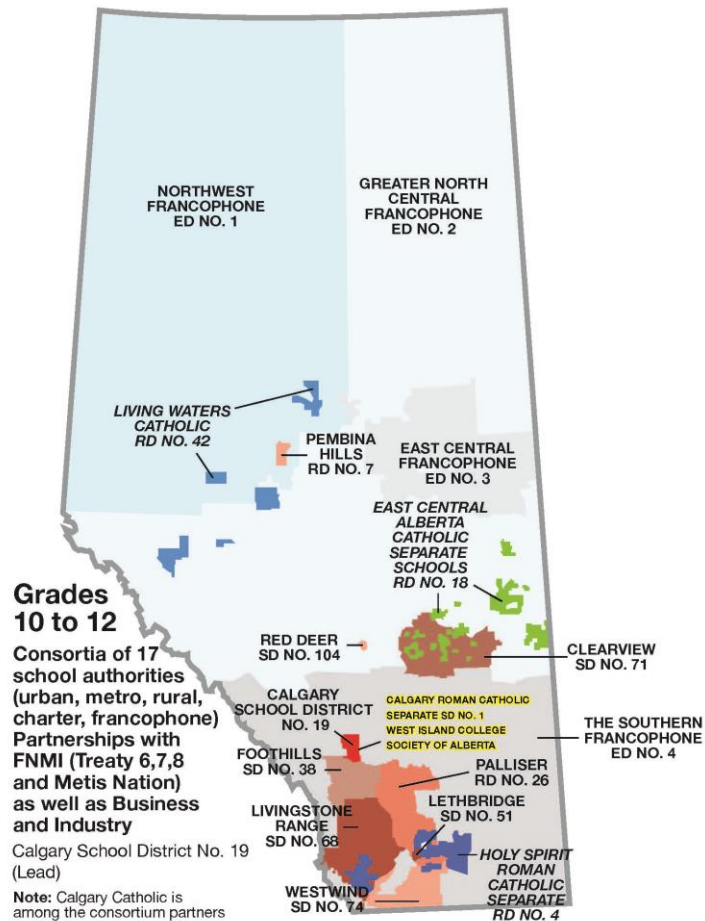 NORTHWEST
FRANCOPHONE
ED NO. 1
GREATER NORTH
CENTRAL
FRANCOPHONE
ED NO. 2
LIVING WATERS
CATHOLIC
RD NO. 42
PEMBINA
HILLS
RD NO. 7
EAST CENTRAL
FRANCOPHONE
ED NO. 3
EAST CENTRAL
ALBERTA
CATHOLIC
SEPARATE
SCHOOLS
RD NO. 18
RED DEER
SD NO. 104
CLEARVIEW
SD NO. 71
CALGARY
SCHOOL DISTRICT
NO. 19
CALGARY ROMAN CATHOLIC
SEPARATE SD NO. 1
WEST ISLAND COLLEGE
SOCIETY OF ALBERTA
THE SOUTHERN
FRANCOPHONE
ED NO. 4
FOOTHILLS
SD NO. 38
PALLISER
RD NO. 26
LETHBRIDGE
SD NO. 51
LIVINGSTONE
RANGE
SD NO. 68
HOLY SPIRIT
ROMAN
CATHOLIC
SEPARATE
RD NO. 4
WESTWIND
SD NO. 74
Grades
10 to 12
Consortia of 17
school authorities
(urban, metro, rural,
charter, francophone)
Partnerships with
FNMI (Treaty 6,7,8
and Metis Nation)
as well as Business
and Industry
Calgary School District No. 19
(Lead)
Note: Calgary Catholic is
among the consortium partners